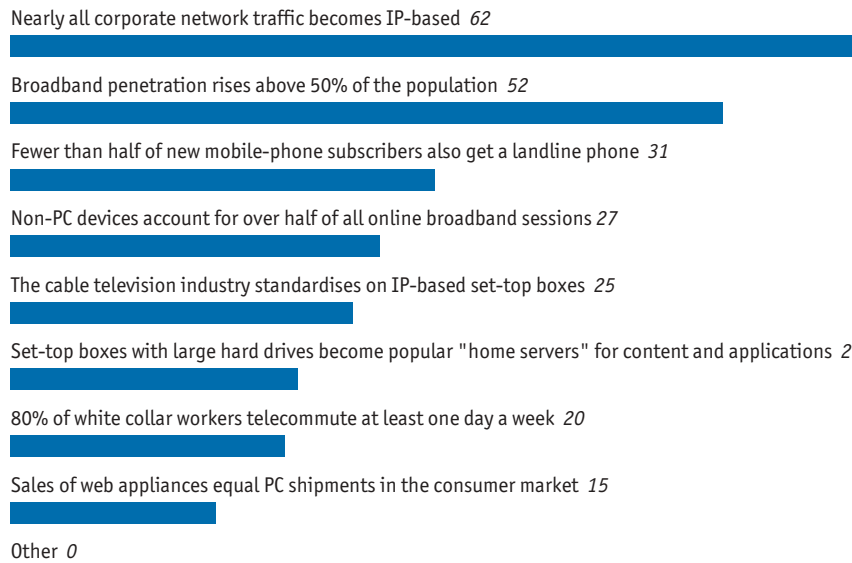 Nearly all corporate network traffic becomes IP-based 62
Broadband penetration rises above 50% of the population 52
Fewer than half of new mobile-phone subscribers also get a landline phone 31
Non-PC devices account for over half of all online broadband sessions 27
The cable television industry standardises on IP-based set-top boxes 25
Set-top boxes with large hard drives become popular "home servers" for content and applications 2
80% of white collar workers telecommute at least one day a week 20
Sales of web appliances equal PC shipments in the consumer market 15
Other 0